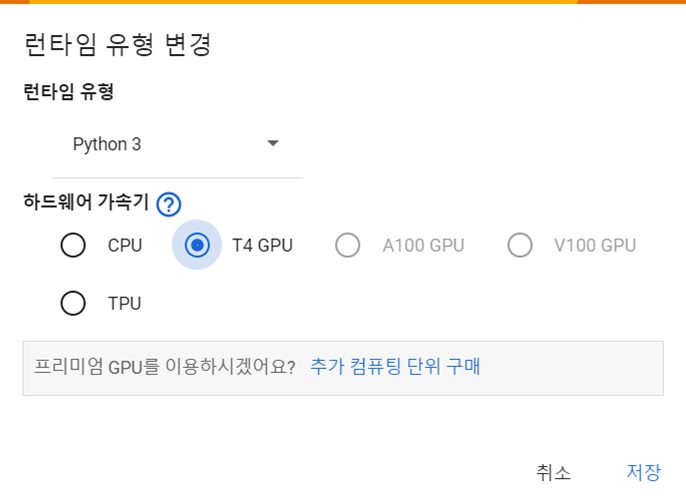 런타임 유형 변경
런타임 유형
Python 3
하드웨어 가속기 ?
CPU T4 GPU A100 GPU V100 GPU
TPU
프리미엄 GPU를 이용하시겠어요? 추가 컴퓨팅 단위 구매
취소 저장